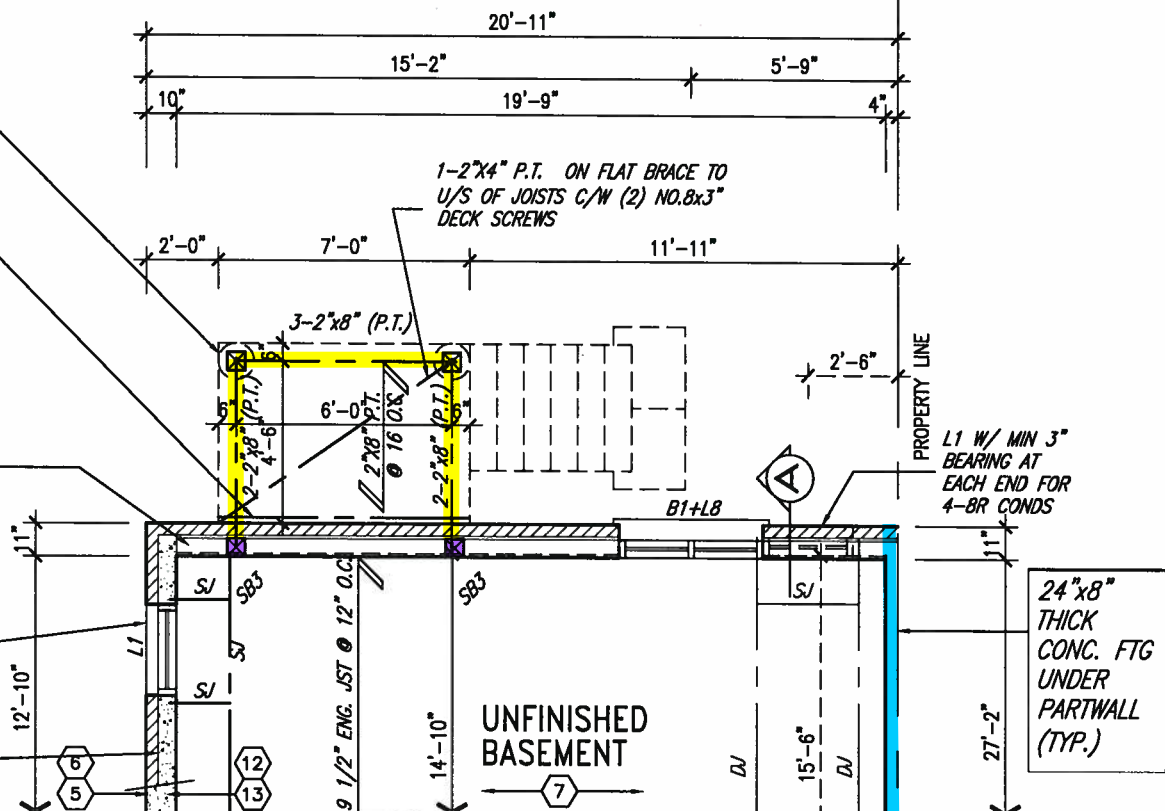 20'-11"
15'-2"
5'-9"
10"
19'-9"
4"
1-2"X4" P.T. ON FLAT BRACE TO
U/S OF JOISTS C/W (2) NO.8x3"
DECK SCREWS
2'-0"
7'-0"
11'-11"
3-2"x8" (P.T.)
6"
2'-6"
PROPERTY LINE
6"
6'-0"
6"
2-2"x8" (P.T.)
4-6"
2"X8" P.T.
@ 16 O.C.
2-2"x8" (P.T.)
L1 W/ MIN 3"
BEARING AT
EACH END FOR
4-8R CONDS
A
B1+L8
11"
11"
SJ
SB3
SB3
SJ
24"x8"
THICK
CONC. FTG
UNDER
PARTWALL
(TYP.)
L1
SJ
SJ
12'-10"
9 1/2" ENG. JST @ 12" O.C.
14'-10"
UNFINISHED
BASEMENT
7
DJ
15'-6"
DJ
27'-2"
6
5
12
13